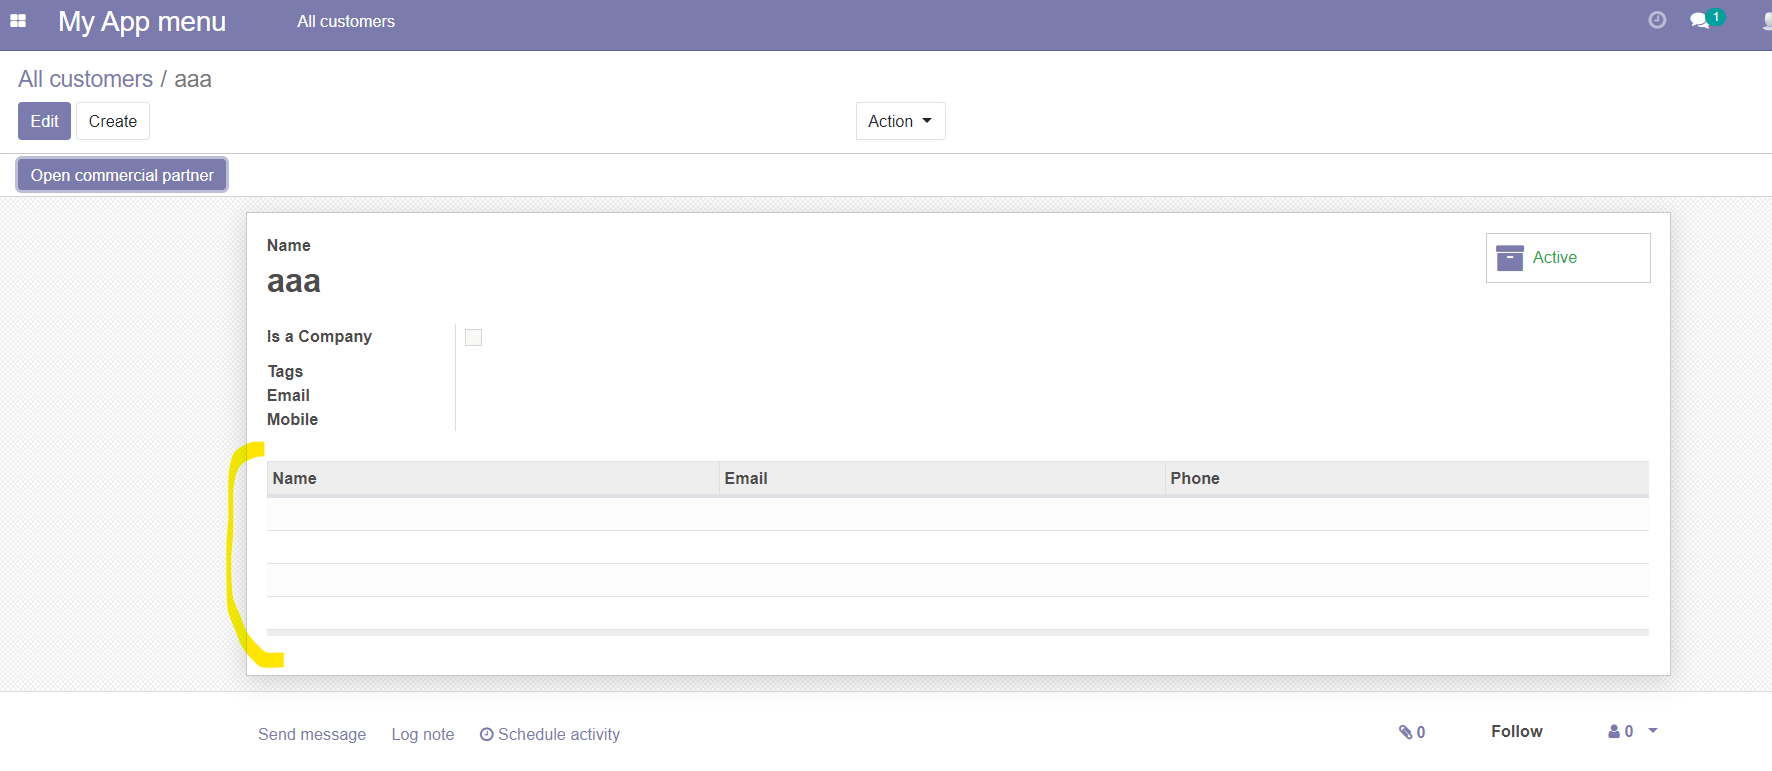 My App menu All customers 1
All customers / aaa
Edit Create Action
Open commercial partner
Name
aaa
Active
Is a Company
Tags
Email
Mobile
Name Email Phone
Send message Log note Schedule activity 0 Follow 0